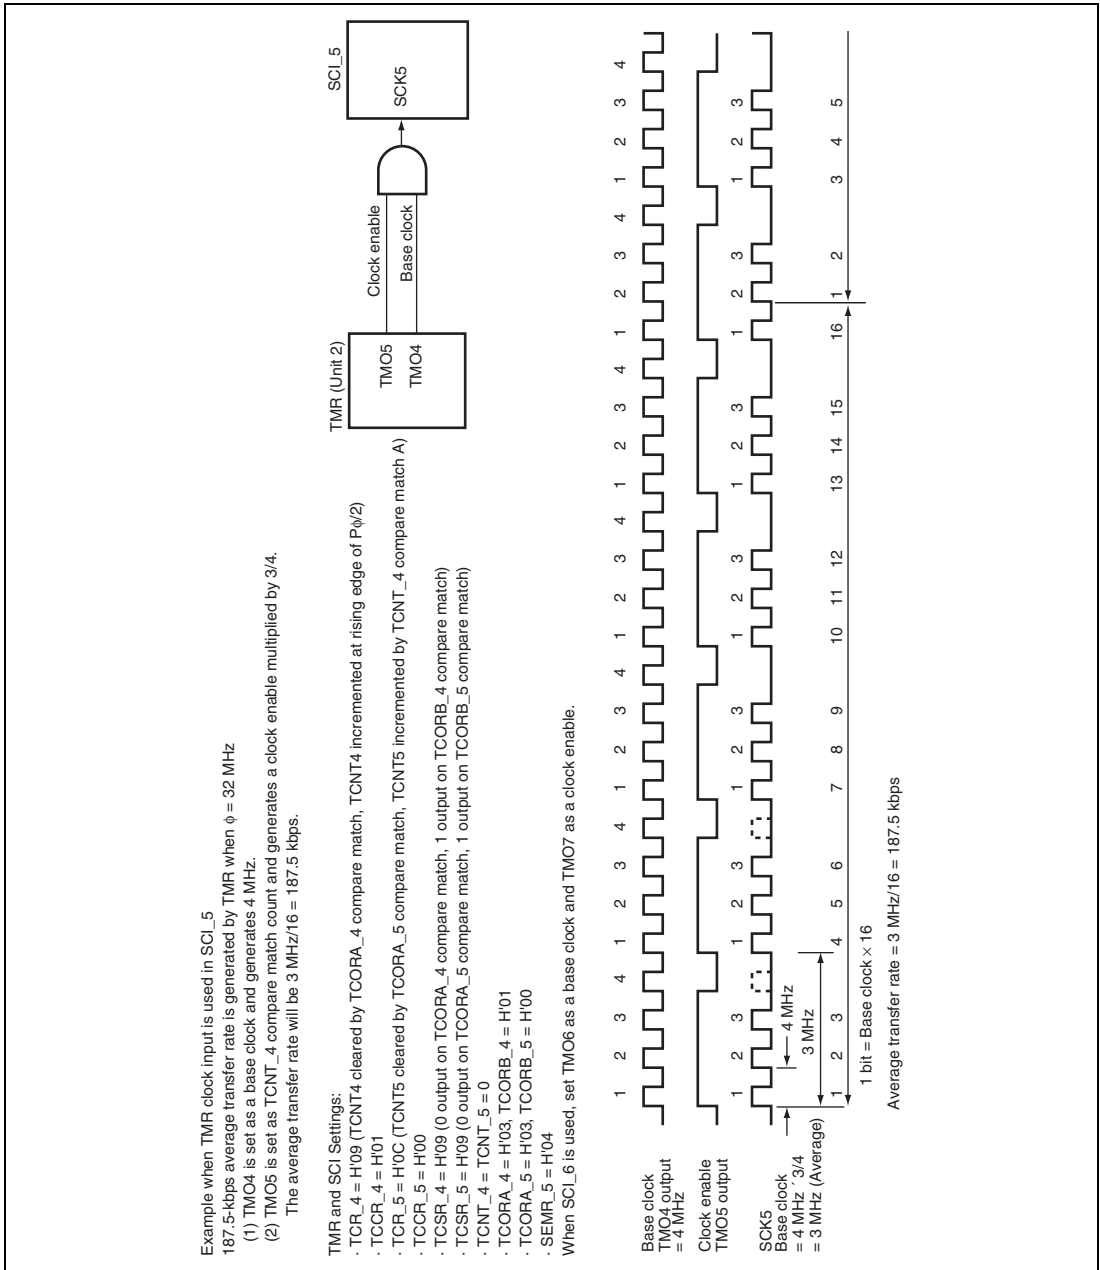 Example when TMR clock input is used in SCI_5
187.5-kbps average transfer rate is generated by TMR when ϕ = 32 MHz
(1) TMO4 is set as a base clock and generates 4 MHz.
(2) TMO5 is set as TCNT_4 compare match count and generates a clock enable multiplied by 3/4.
The average transfer rate will be 3 MHz/16 = 187.5 kbps.
TMR and SCI Settings:
· TCR_4 = H'09 (TCNT4 cleared by TCORA_4 compare match, TCNT4 incremented at rising edge of Pϕ/2)
· TCCR_4 = H'01
· TCR_5 = H'0C (TCNT5 cleared by TCORA_5 compare match, TCNT5 incremented by TCNT_4 compare match A)
· TCCR_5 = H'00
· TCSR_4 = H'09 (0 output on TCORA_4 compare match, 1 output on TCORB_4 compare match)
· TCSR_5 = H'09 (0 output on TCORA_5 compare match, 1 output on TCORB_5 compare match)
· TCNT_4 = TCNT_5 = 0
· TCORA_4 = H'03, TCORB_4 = H'01
· TCORA_5 = H'03, TCORB_5 = H'00
· SEMR_5 = H'04
When SCI_6 is used, set TMO6 as a base clock and TMO7 as a clock enable.
TMR (Unit 2)
TMO5
TMO4
Clock enable
Base clock
SCI_5
SCK5
Base clock
TMO4 output
= 4 MHz
1 2 3 4 1 2 3 4 1 2 3 4 1 2 3 4 1 2 3 4 1 2 3 4 1 2 3 4
Clock enable
TMO5 output
SCK5
Base clock
= 4 MHz ´ 3/4
= 3 MHz (Average)
1 2 3 1 2 3 1 2 3 1 2 3 1 2 3 1 2 3 1 2 3
4 MHz
3 MHz
1 2 3 4 5 6 7 8 9 10 11 12 13 14 15 16 1 2 3 4 5
1 bit = Base clock × 16
Average transfer rate = 3 MHz/16 = 187.5 kbps